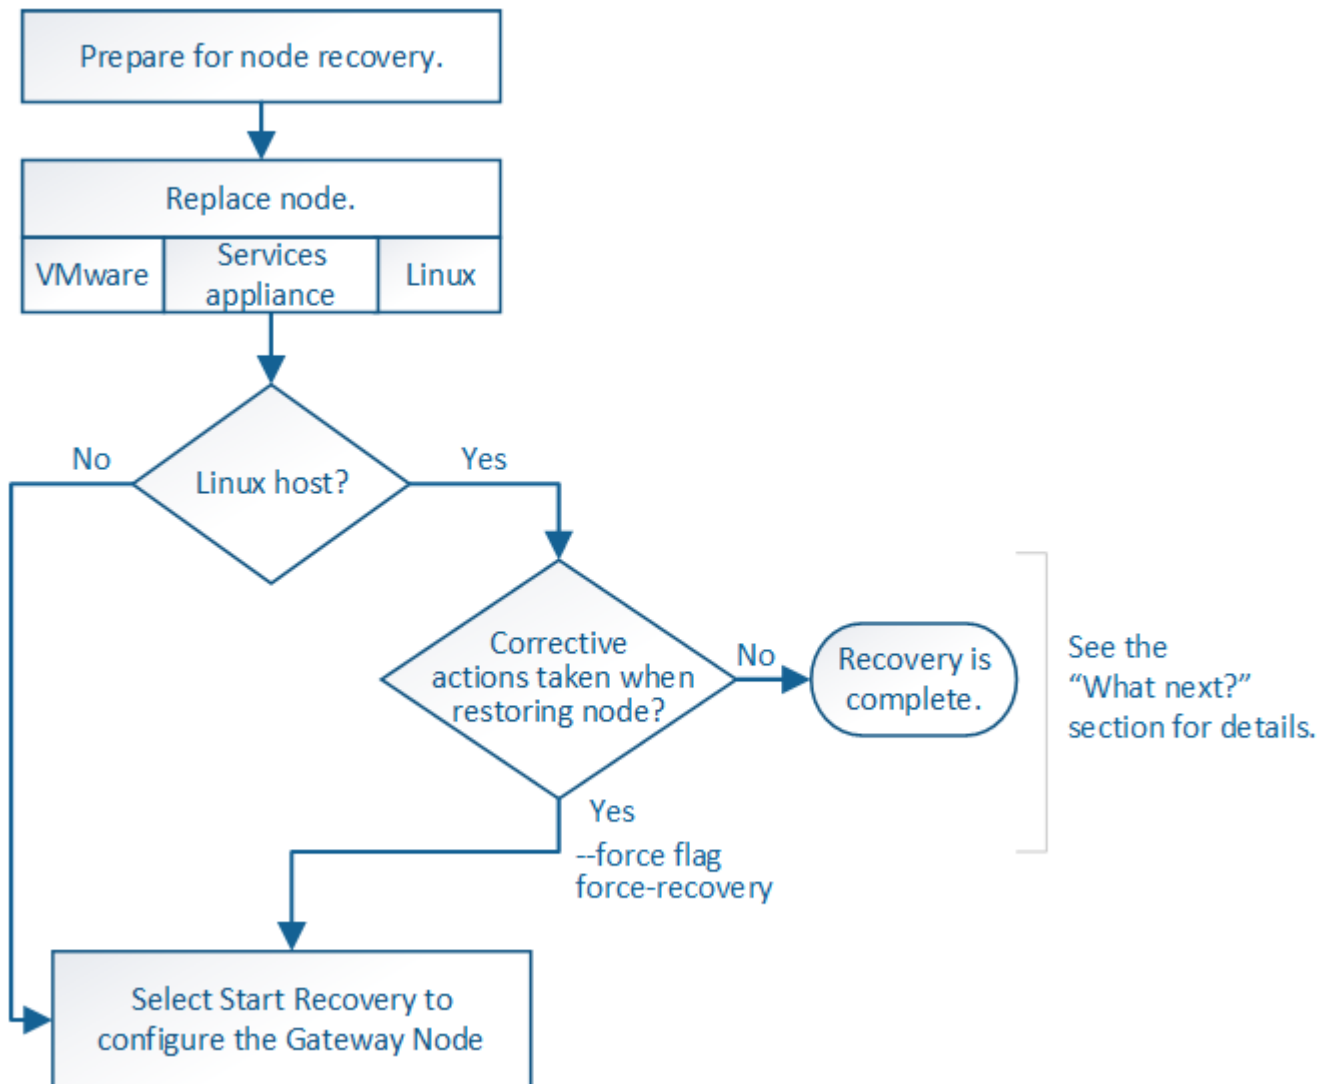 Prepare for node recovery.
Replace node.
VMware
Services
appliance
Linux
Linux host?
No
Yes
Corrective
actions taken when
restoring node?
No
Recovery is
complete.
See the
“What next?”
section for details.
Yes
--force flag
force-recovery
Select Start Recovery to
configure the Gateway Node